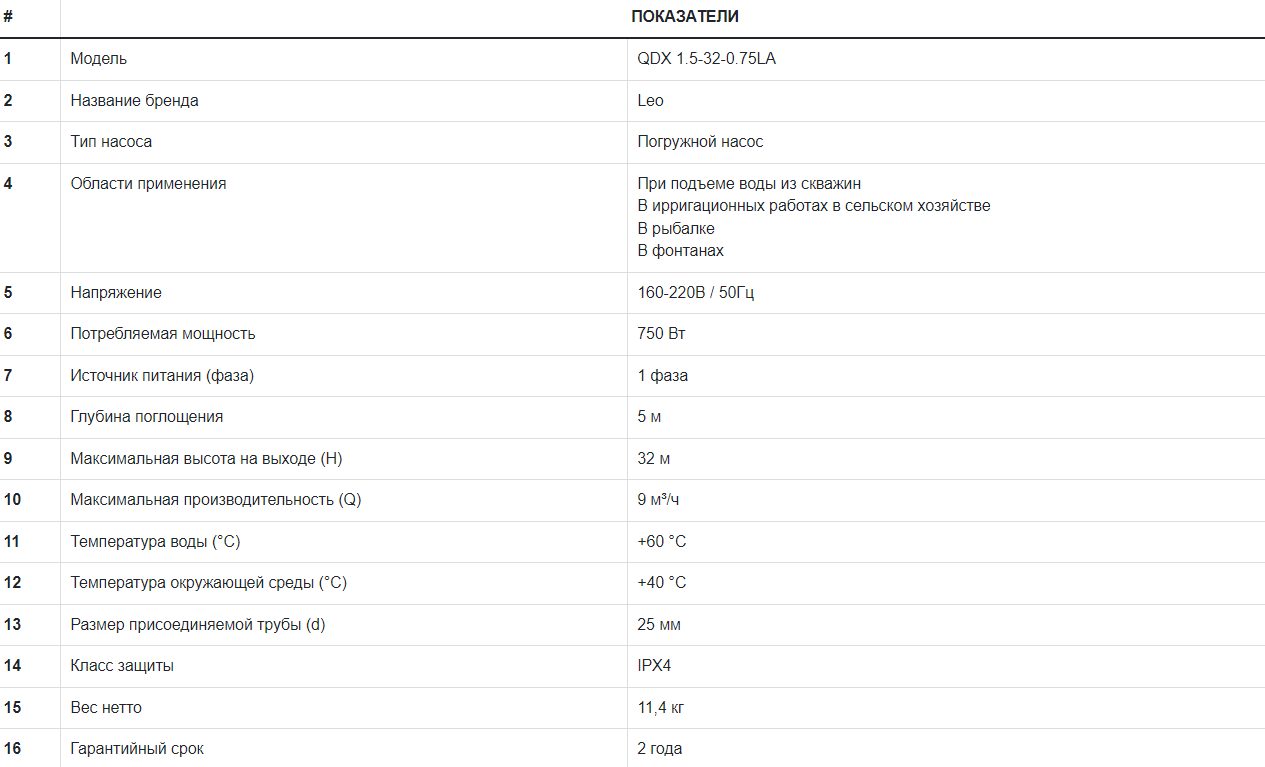 # ПОКАЗАТЕЛИ
1 Модель QDX 1.5-32-0.75LA
2 Название бренда Leo
3 Тип насоса Погружной насос
4 Области применения При подъеме воды из скважин
В ирригационных работах в сельском хозяйстве
В рыбалке
В фонтанах
5 Напряжение 160-220В / 50Гц
6 Потребляемая мощность 750 Вт
7 Источник питания (фаза) 1 фаза
8 Глубина поглощения 5 м
9 Максимальная высота на выходе (H) 32 м
10 Максимальная производительность (Q) 9 м³/ч
11 Температура воды (°C) +60 °C
12 Температура окружающей среды (°C) +40 °C
13 Размер присоединяемой трубы (d) 25 мм
14 Класс защиты IPX4
15 Вес нетто 11,4 кг
16 Гарантийный срок 2 года